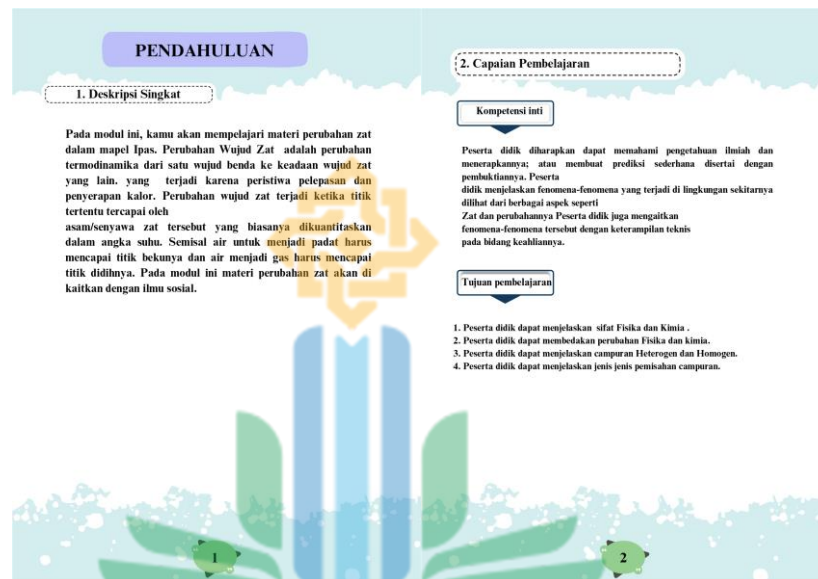 PENDAHULUAN
1. Deskripsi Singkat
Pada modul ini, kamu akan mempelajari materi perubahan zat
dalam mapel Ipas. Perubahan Wujud Zat adalah perubahan
termodinamika dari satu wujud benda ke keadaan wujud zat
yang lain. yang terjadi karena peristiwa pelepasan dan
penyerapan kalor. Perubahan wujud zat terjadi ketika titik
tertentu tercapai oleh
asam/senyawa zat tersebut yang biasanya dikuantitaskan
dalam angka suhu. Semisal air untuk menjadi padat harus
mencapai titik bekunya dan air menjadi gas harus mencapai
titik didihnya. Pada modul ini materi perubahan zat akan di
kaitkan dengan ilmu sosial.
1
2. Capaian Pembelajaran
Kompetensi inti
Peserta didik diharapkan dapat memahami pengetahuan ilmiah dan
menerapkannya; atau membuat prediksi sederhana disertai dengan
pembuktiannya. Peserta
didik menjelaskan fenomena-fenomena yang terjadi di lingkungan sekitarnya
dilihat dari berbagai aspek seperti
Zat dan perubahannya Peserta didik juga mengaitkan
fenomena-fenomena tersebut dengan keterampilan teknis
pada bidang keahliannya.
Tujuan pembelajaran
1. Peserta didik dapat menjelaskan sifat Fisika dan Kimia .
2. Peserta didik dapat membedakan perubahan Fisika dan kimia.
3. Peserta didik dapat menjelaskan campuran Heterogen dan Homogen.
4. Peserta didik dapat menjelaskan jenis jenis pemisahan campuran.
2